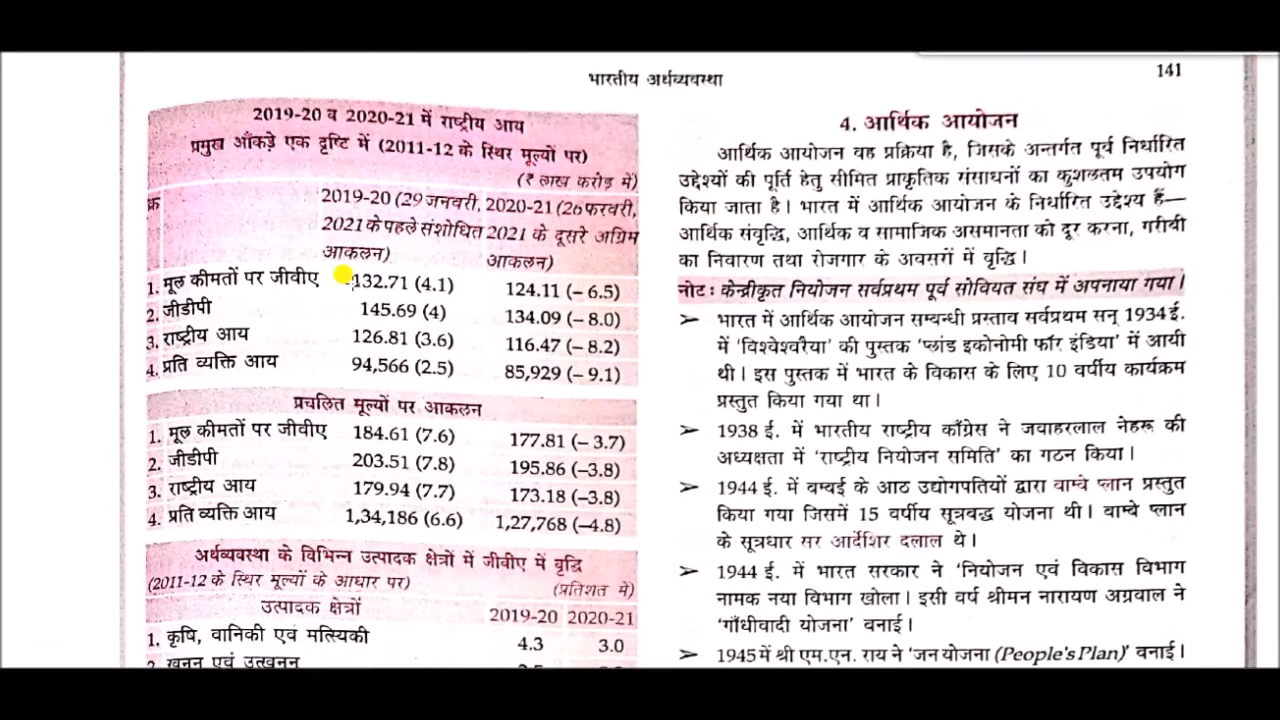 भारतीय अर्थव्यवस्था
141
2019-20 व 2020-21 में राष्ट्रीय आय
प्रमुख आँकड़े एक दृष्टि में (2011-12 के स्थिर मूल्यों पर)
(₹ लाख करोड़ में)
क्र 2019-20 (29 जनवरी, 2020-21 (26 फरवरी,
2021 के पहले संशोधित 2021 के दूसरे अग्रिम
आकलन) आकलन)
1. मूल कीमतों पर जीवीए 132.71 (4.1) 124.11 (– 6.5)
2. जीडीपी 145.69 (4) 134.09 (– 8.0)
3. राष्ट्रीय आय 126.81 (3.6) 116.47 (– 8.2)
4. प्रति व्यक्ति आय 94,566 (2.5) 85,929 (– 9.1)
प्रचलित मूल्यों पर आकलन
1. मूल कीमतों पर जीवीए 184.61 (7.6) 177.81 (– 3.7)
2. जीडीपी 203.51 (7.8) 195.86 (–3.8)
3. राष्ट्रीय आय 179.94 (7.7) 173.18 (–3.8)
4. प्रति व्यक्ति आय 1,34,186 (6.6) 1,27,768 (–4.8)
अर्थव्यवस्था के विभिन्न उत्पादक क्षेत्रों में जीवीए में वृद्धि
(2011-12 के स्थिर मूल्यों के आधार पर) (प्रतिशत में)
उत्पादक क्षेत्रों 2019-20 2020-21
1. कृषि, वानिकी एवं मत्स्यिकी 4.3 3.0
2. खनन एवं उत्खनन
4. आर्थिक आयोजन
आर्थिक आयोजन वह प्रक्रिया है, जिसके अन्तर्गत पूर्व निर्धारित
उद्देश्यों की पूर्ति हेतु सीमित प्राकृतिक संसाधनों का कुशलतम उपयोग
किया जाता है। भारत में आर्थिक आयोजन के निर्धारित उद्देश्य हैं—
आर्थिक संवृद्धि, आर्थिक व सामाजिक असमानता को दूर करना, गरीबी
का निवारण तथा रोजगार के अवसरों में वृद्धि।
नोट : केन्द्रीकृत नियोजन सर्वप्रथम पूर्व सोवियत संघ में अपनाया गया।
➢ भारत में आर्थिक आयोजन सम्बन्धी प्रस्ताव सर्वप्रथम सन् 1934 ई.
में 'विश्वेश्वरैया' की पुस्तक 'प्लांड इकोनोमी फॉर इंडिया' में आयी
थी। इस पुस्तक में भारत के विकास के लिए 10 वर्षीय कार्यक्रम
प्रस्तुत किया गया था।
➢ 1938 ई. में भारतीय राष्ट्रीय काँग्रेस ने जवाहरलाल नेहरू की
अध्यक्षता में 'राष्ट्रीय नियोजन समिति' का गठन किया।
➢ 1944 ई. में बम्बई के आठ उद्योगपतियों द्वारा बाम्बे प्लान प्रस्तुत
किया गया जिसमें 15 वर्षीय सूत्रबद्ध योजना थी। बाम्बे प्लान
के सूत्रधार सर आर्देशिर दलाल थे।
➢ 1944 ई. में भारत सरकार ने 'नियोजन एवं विकास विभाग
नामक नया विभाग खोला। इसी वर्ष श्रीमन नारायण अग्रवाल ने
'गाँधीवादी योजना' बनाई।
➢ 1945 में श्री एम.एन. राय ने 'जन योजना (People's Plan)' बनाई।